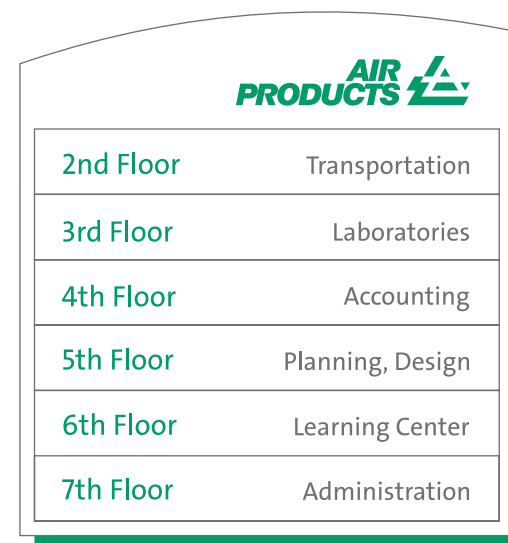 AIR
PRODUCTS
2nd Floor Transportation
3rd Floor Laboratories
4th Floor Accounting
5th Floor Planning, Design
6th Floor Learning Center
7th Floor Administration